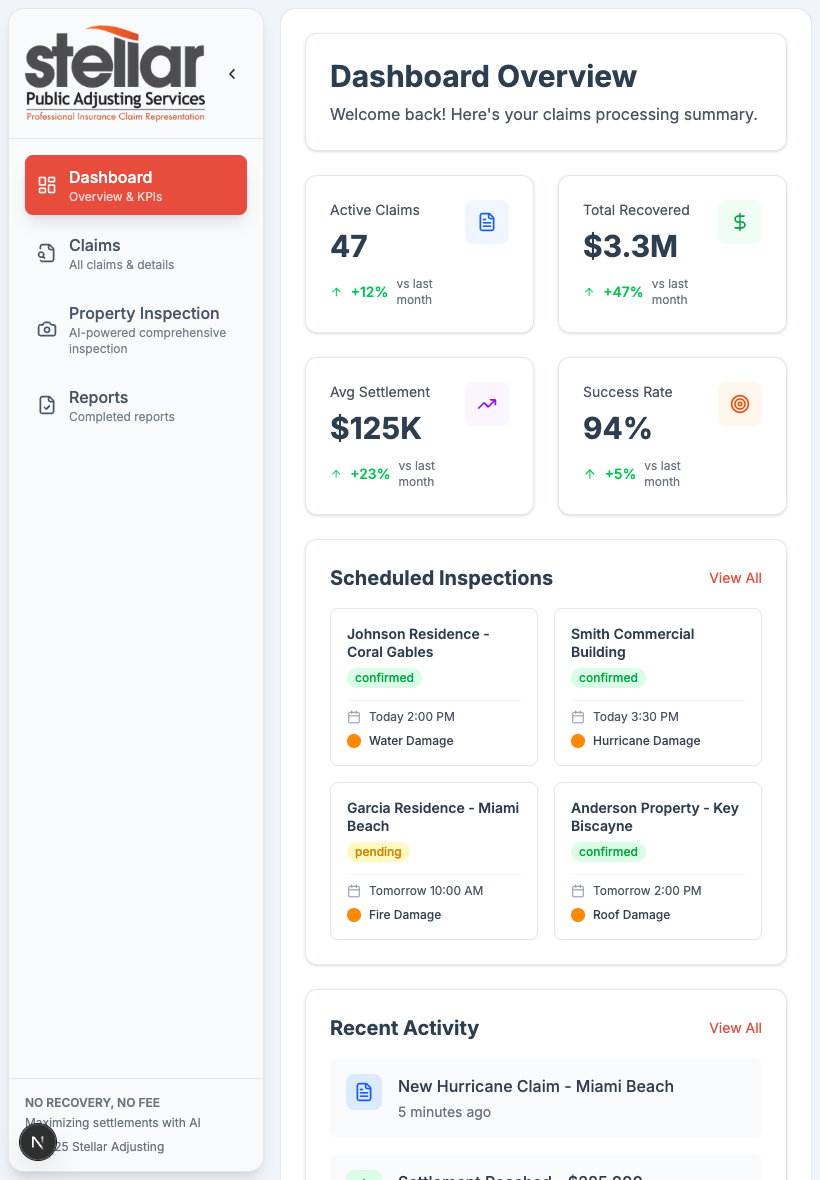 stellar
Public Adjusting Services
Professional Insurance Claim Representation
Dashboard
Overview & KPIs
Claims
All claims & details
Property Inspection
AI-powered comprehensive
inspection
Reports
Completed reports
NO RECOVERY, NO FEE
Maximizing settlements with AI
25 Stellar Adjusting
N
Dashboard Overview
Welcome back! Here's your claims processing summary.
Active Claims
47
+12% vs last
month
Total Recovered
$3.3M
+47% vs last
month
Avg Settlement
$125K
+23% vs last
month
Success Rate
94%
+5% vs last
month
Scheduled Inspections
View All
Johnson Residence -
Coral Gables
confirmed
Today 2:00 PM
Water Damage
Smith Commercial
Building
confirmed
Today 3:30 PM
Hurricane Damage
Garcia Residence - Miami
Beach
pending
Tomorrow 10:00 AM
Fire Damage
Anderson Property - Key
Biscayne
confirmed
Tomorrow 2:00 PM
Roof Damage
Recent Activity
View All
New Hurricane Claim - Miami Beach
5 minutes ago